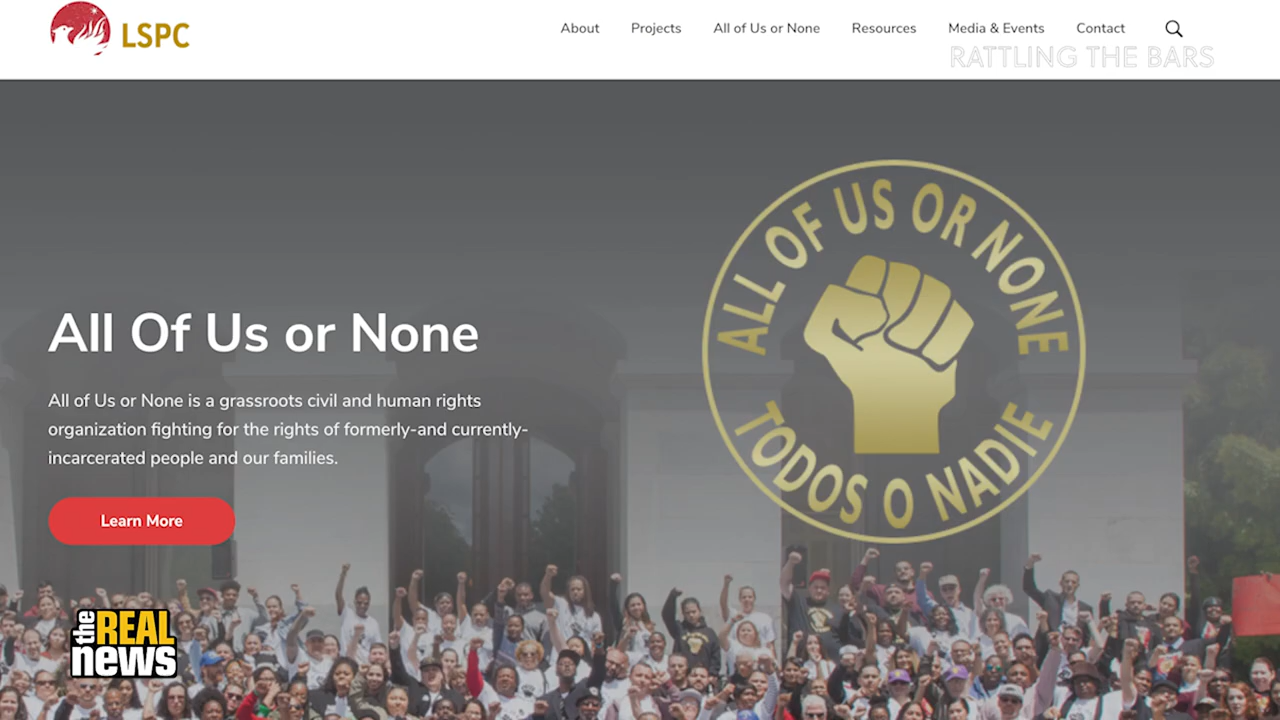 LSPC
About Projects All of Us or None Resources Media & Events Contact
RATTLING THE BARS
ALL OF US OR NONE
TODOS O NADIE
All Of Us or None
All of Us or None is a grassroots civil and human rights
organization fighting for the rights of formerly-and currently-
incarcerated people and our families.
Learn More
the REAL
news